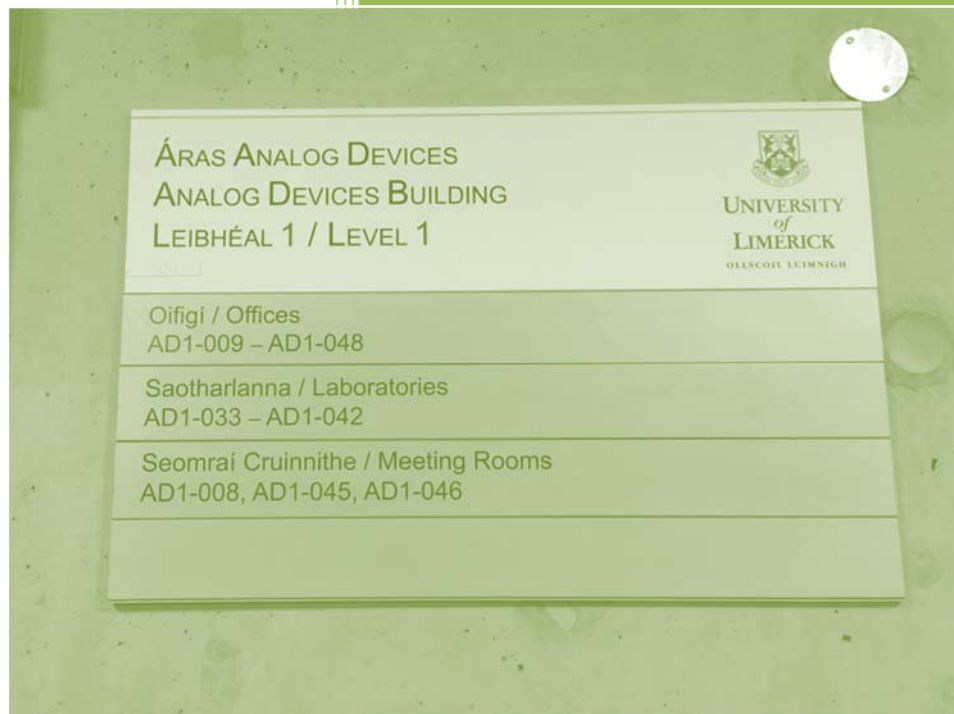 ÁRAS ANALOG DEVICES
ANALOG DEVICES BUILDING
LEIBHÉAL 1 / LEVEL 1
UNIVERSITY
of
LIMERICK
OLLSCOIL LUIMNIGH
Oifigí / Offices
AD1-009 – AD1-048
Saotharlanna / Laboratories
AD1-033 – AD1-042
Seomraí Cruinnithe / Meeting Rooms
AD1-008, AD1-045, AD1-046